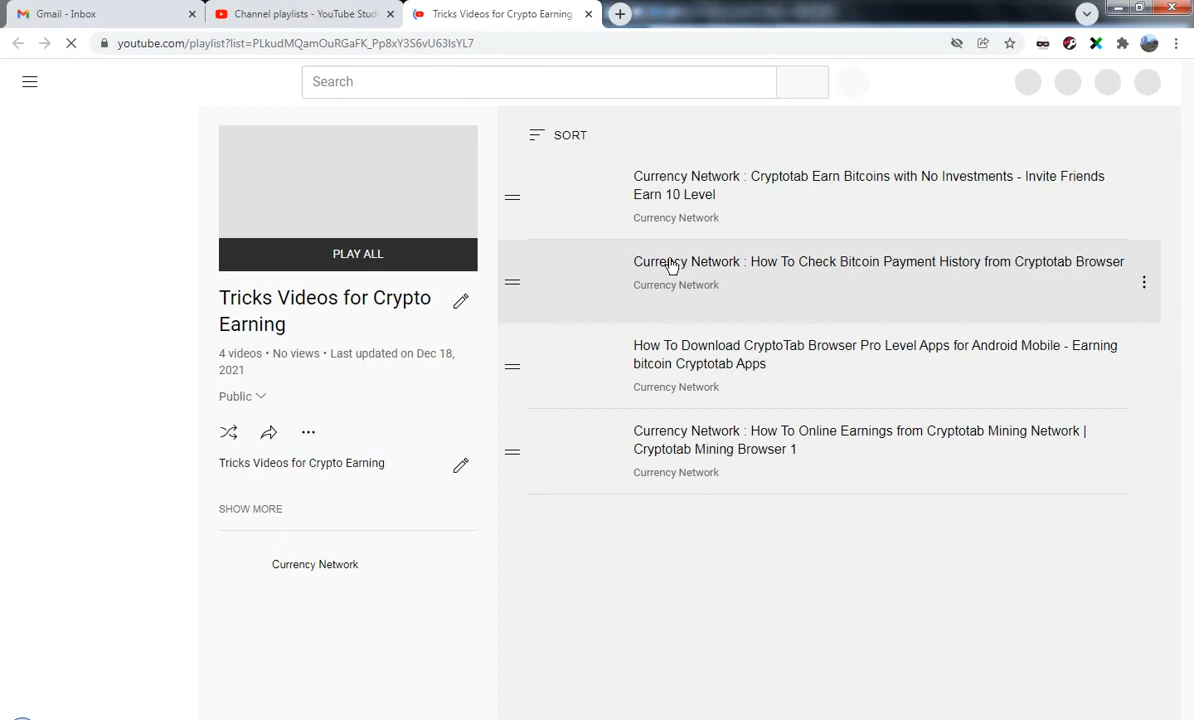 Gmail - Inbox
Channel playlists - YouTube Stud
Tricks Videos for Crypto Earning
youtube.com/playlist?list=PLkudMQamOuRGaFK_Pp8xY3S6vU63IsYL7
Search
SORT
PLAY ALL
Tricks Videos for Crypto
Earning
4 videos • No views • Last updated on Dec 18,
2021
Public
Tricks Videos for Crypto Earning
SHOW MORE
Currency Network
Currency Network : Cryptotab Earn Bitcoins with No Investments - Invite Friends
Earn 10 Level
Currency Network
Currency Network : How To Check Bitcoin Payment History from Cryptotab Browser
Currency Network
How To Download CryptoTab Browser Pro Level Apps for Android Mobile - Earning
bitcoin Cryptotab Apps
Currency Network
Currency Network : How To Online Earnings from Cryptotab Mining Network |
Cryptotab Mining Browser 1
Currency Network